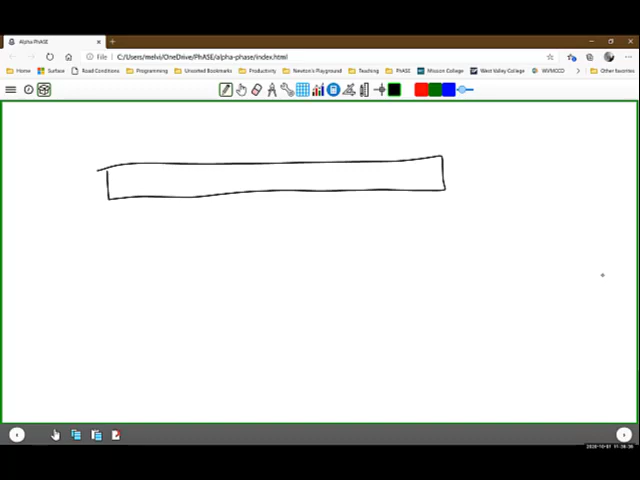 Alpha-PhASE
File C:/Users/melvi/OneDrive/PhASE/alpha-phase/index.html
Home Surface Road Conditions Programming Unsorted Bookmarks Productivity Newton's Playground Teaching PhASE Mission College West Valley College WVMCCD Other favorites